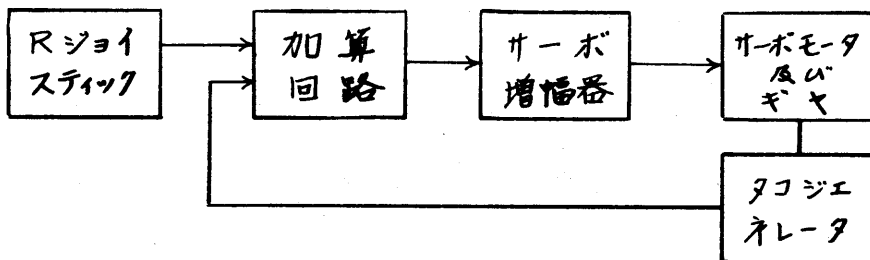 Rジョイ
スティック
加算
回路
サーボ
増幅器
サーボモータ
及び
ギヤ
タコジエ
ネレータ